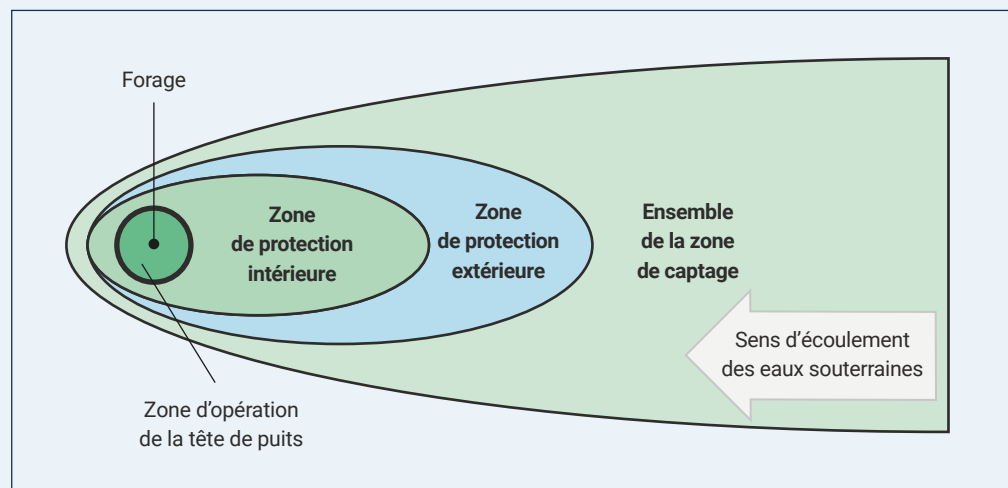 Forage
Zone
de protection
intérieure
Zone
de protection
extérieure
Ensemble
de la zone
de captage
Sens d’écoulement
des eaux souterraines
Zone d’opération
de la tête de puits